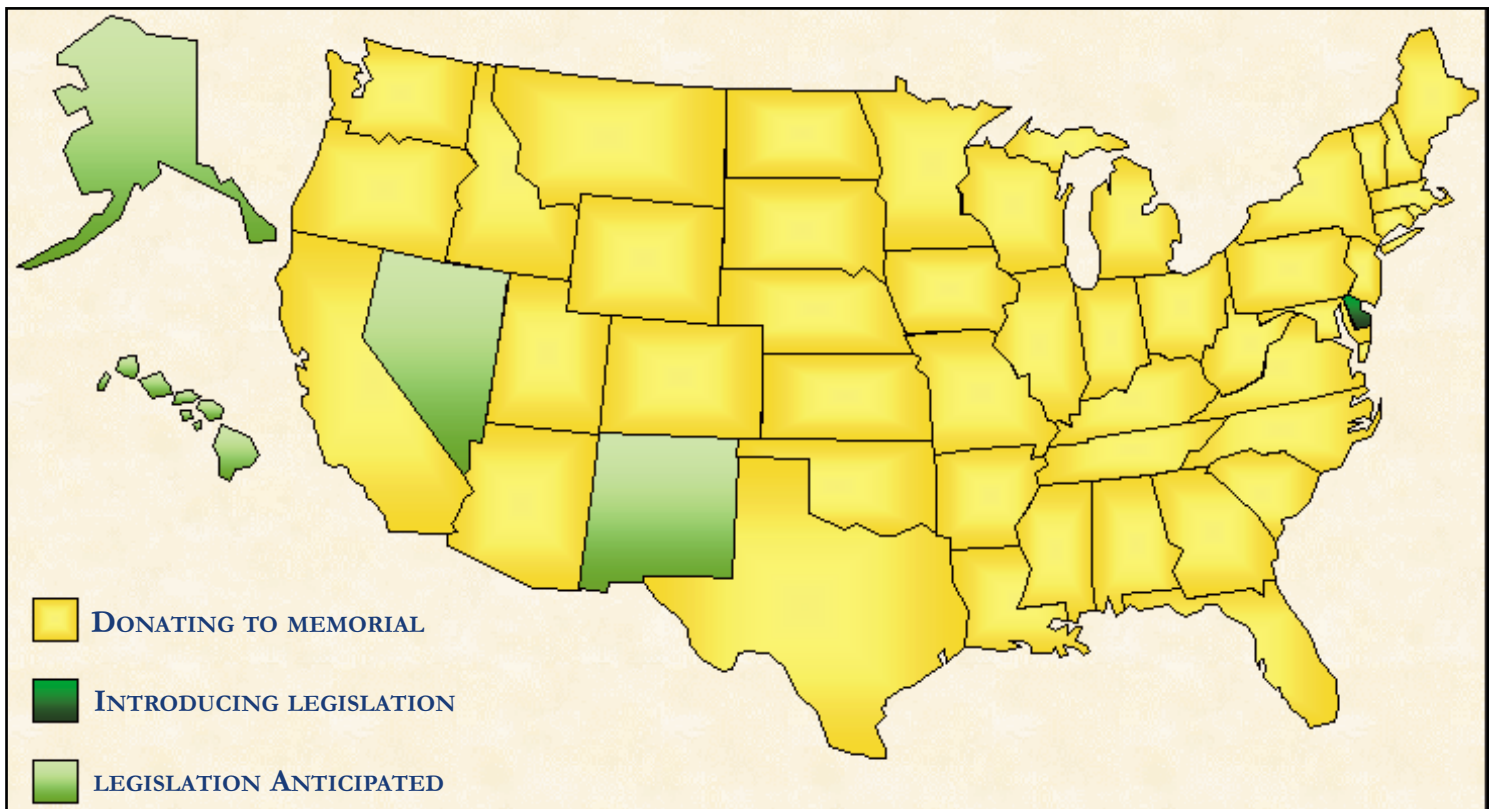 Donating to memorial
Introducing legislation
legislation Anticipated